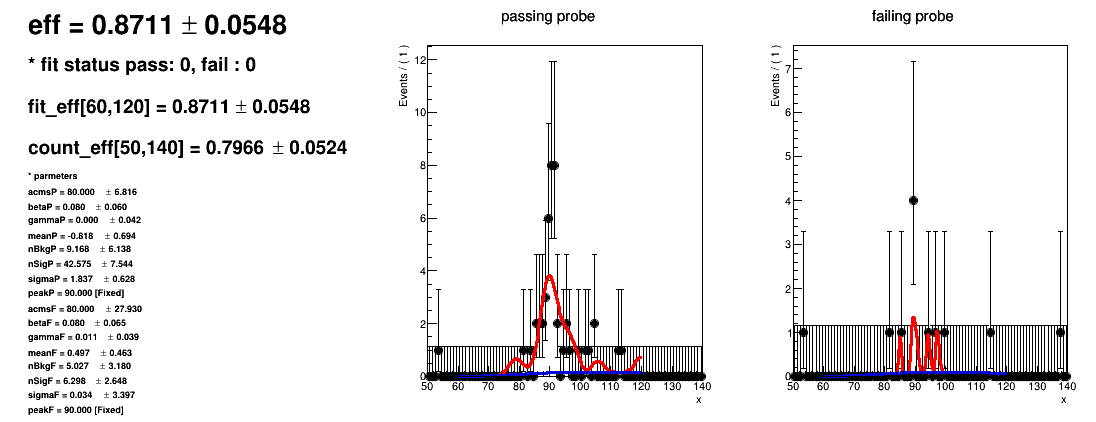 eff = 0.8711 ± 0.0548
* fit status pass: 0, fail : 0
fit_eff[60,120] = 0.8711 ± 0.0548
count_eff[50,140] = 0.7966 ± 0.0524
* parmeters
acmsP = 80.000 ± 6.816
betaP = 0.080 ± 0.060
gammaP = 0.000 ± 0.042
meanP = -0.818 ± 0.694
nBkgP = 9.168 ± 6.138
nSigP = 42.575 ± 7.544
sigmaP = 1.837 ± 0.628
peakP = 90.000 [Fixed]
acmsF = 80.000 ± 27.930
betaF = 0.080 ± 0.065
gammaF = 0.011 ± 0.039
meanF = 0.497 ± 0.463
nBkgF = 5.027 ± 3.180
nSigF = 6.298 ± 2.648
sigmaF = 0.034 ± 3.397
peakF = 90.000 [Fixed]
passing probe
Events / ( 1 )
12
10
8
6
4
2
0
50 60 70 80 90 100 110 120 130 140
x
failing probe
Events / ( 1 )
7
6
5
4
3
2
1
0
50 60 70 80 90 100 110 120 130 140
x